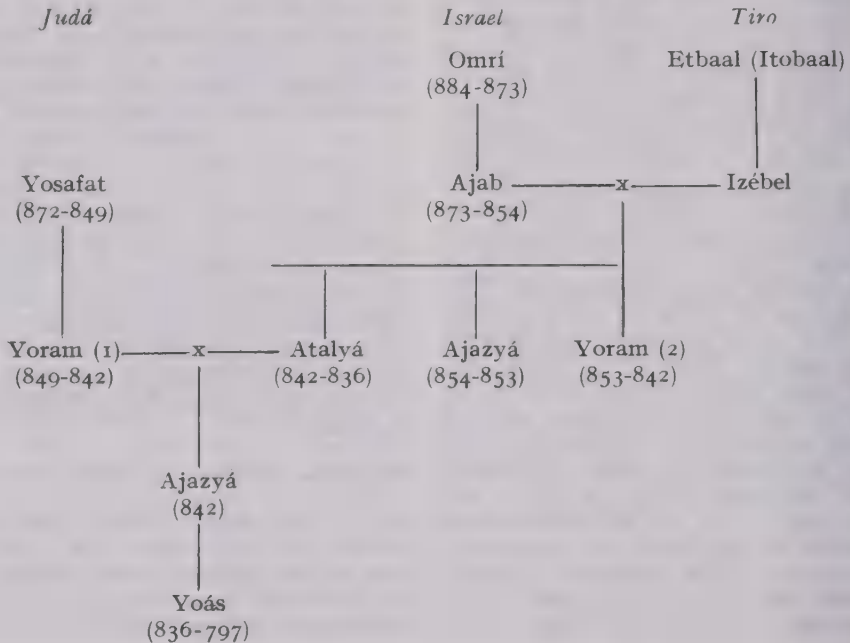 Judá Israel Tiro
Omrí Etbaal (Itobaal)
(884-873)
Yosafat Ajab x Izébel
(872-849) (873-854)
Yoram (1) x Atalyá Ajazyá Yoram (2)
(849-842) (842-836) (854-853) (853-842)
Ajazyá
(842)
Yoás
(836-797)